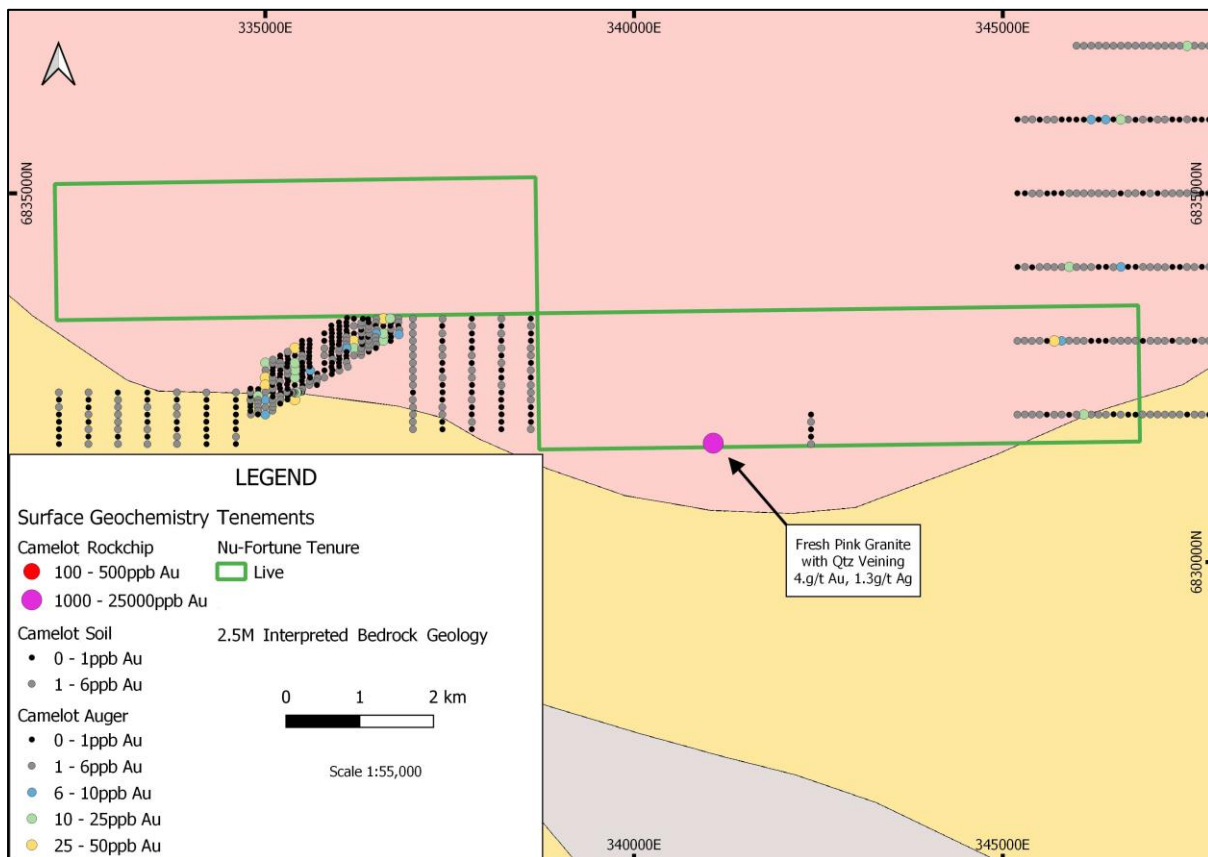 335000E
340000E
345000E
6835000N
6835000N
6830000N
Fresh Pink Granite
with Qtz Veining
4.g/t Au, 1.3g/t Ag
LEGEND
Surface Geochemistry
Camelot Rockchip
100 - 500ppb Au
1000 - 25000ppb Au
Camelot Soil
0 - 1ppb Au
1 - 6ppb Au
Camelot Auger
0 - 1ppb Au
1 - 6ppb Au
6 - 10ppb Au
10 - 25ppb Au
25 - 50ppb Au
Tenements
Nu-Fortune Tenure
Live
2.5M Interpreted Bedrock Geology
0 1 2 km
Scale 1:55,000
340000E
345000E